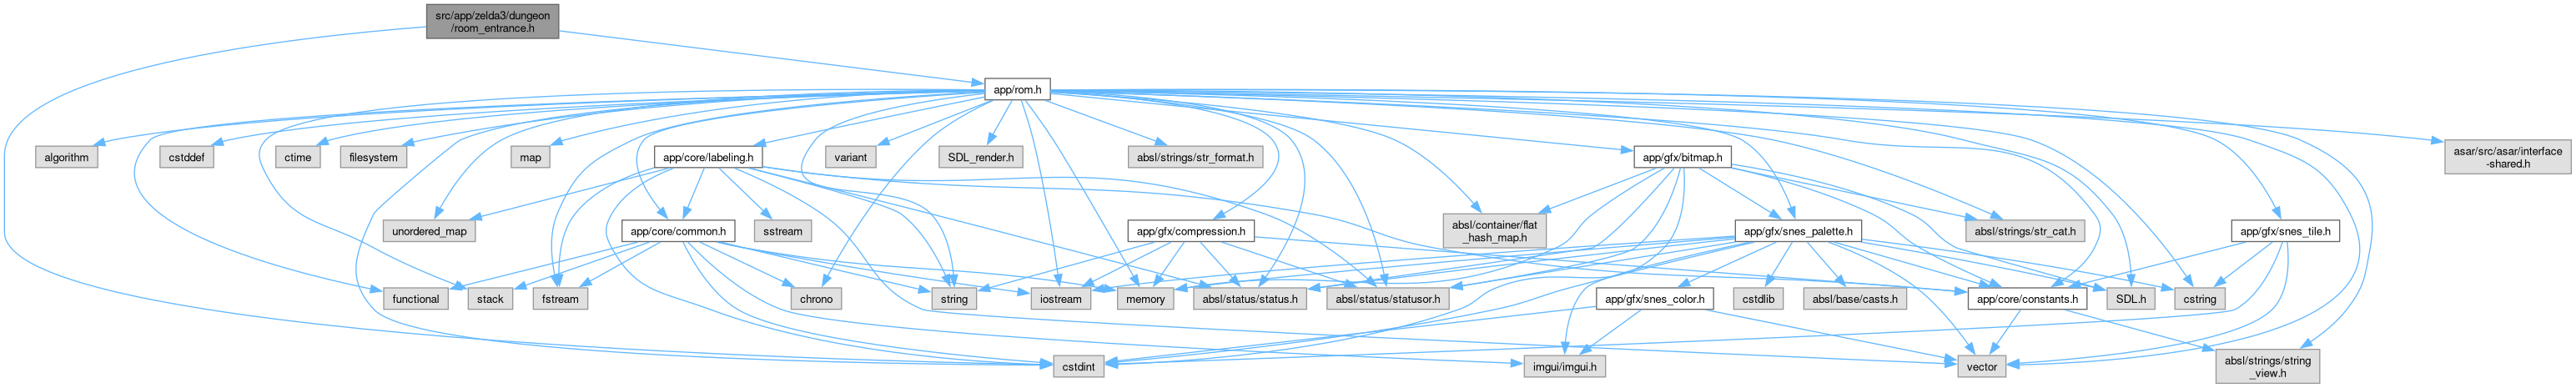 src/app/zelda3/dungeon
/room_entrance.h
app/rom.h
algorithm
cstddef
ctime
filesystem
map
app/core/labeling.h
variant
SDL_render.h
absl/strings/str_format.h
app/gfx/bitmap.h
asar/src/asar/interface
-shared.h
unordered_map
app/core/common.h
sstream
app/gfx/compression.h
absl/container/flat
_hash_map.h
app/gfx/snes_palette.h
absl/strings/str_cat.h
app/gfx/snes_tile.h
functional
stack
fstream
chrono
string
iostream
memory
absl/status/status.h
absl/status/statusor.h
app/gfx/snes_color.h
cstdlib
absl/base/casts.h
app/core/constants.h
SDL.h
cstring
cstdint
imgui/imgui.h
vector
absl/strings/string
_view.h